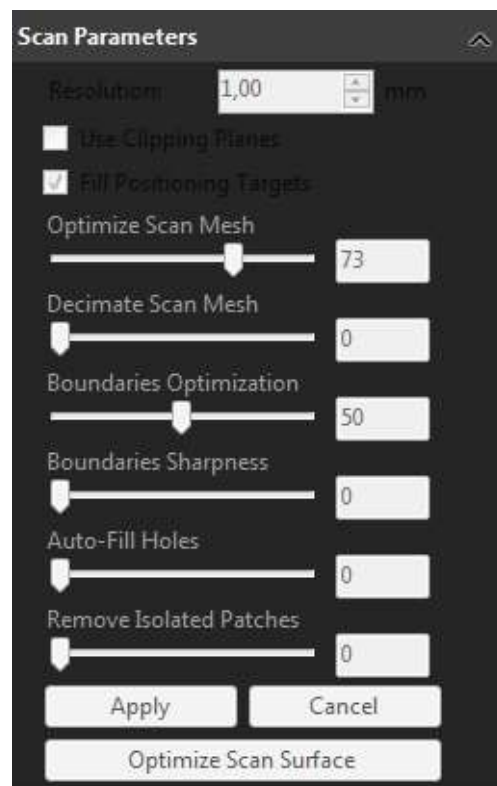 Scan Parameters
Resolution: 1,00 mm
Use Clipping Planes
Fill Positioning Targets
Optimize Scan Mesh
73
Decimate Scan Mesh
0
Boundaries Optimization
50
Boundaries Sharpness
0
Auto-Fill Holes
0
Remove Isolated Patches
0
Apply Cancel
Optimize Scan Surface